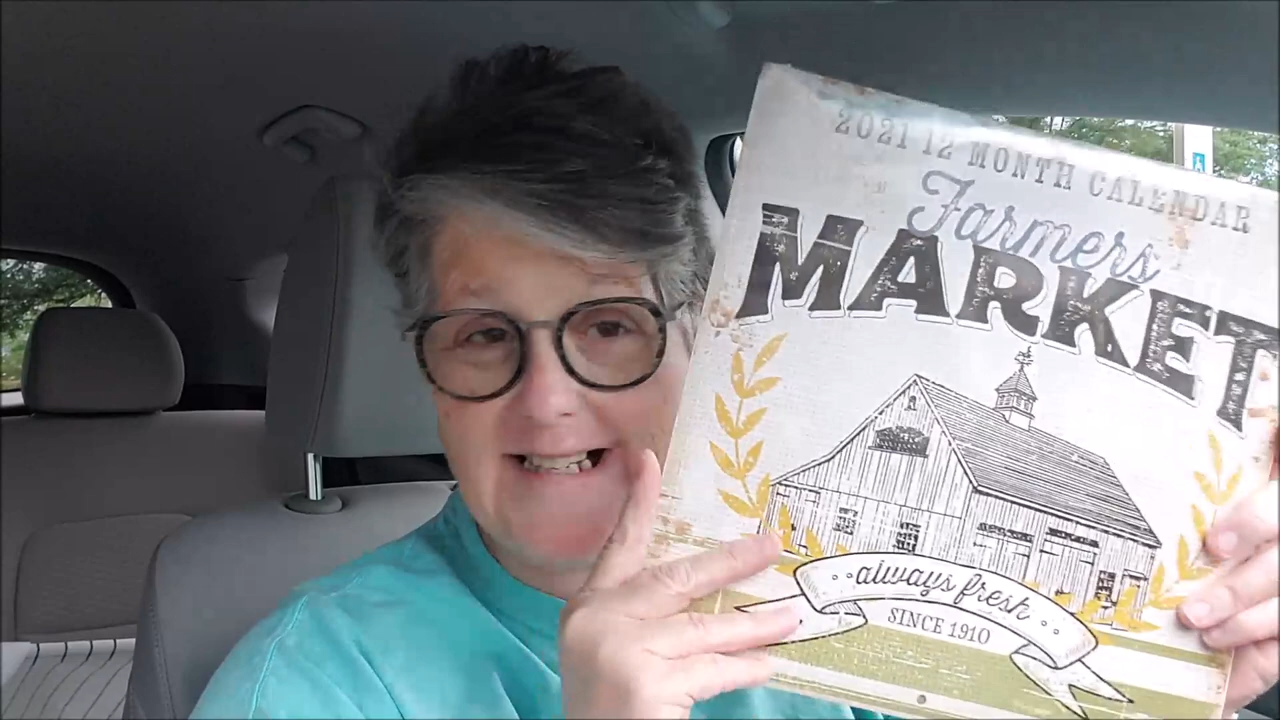 2021 12 MONTH CALENDAR
Farmers
MARKET
always fresh
SINCE 1910